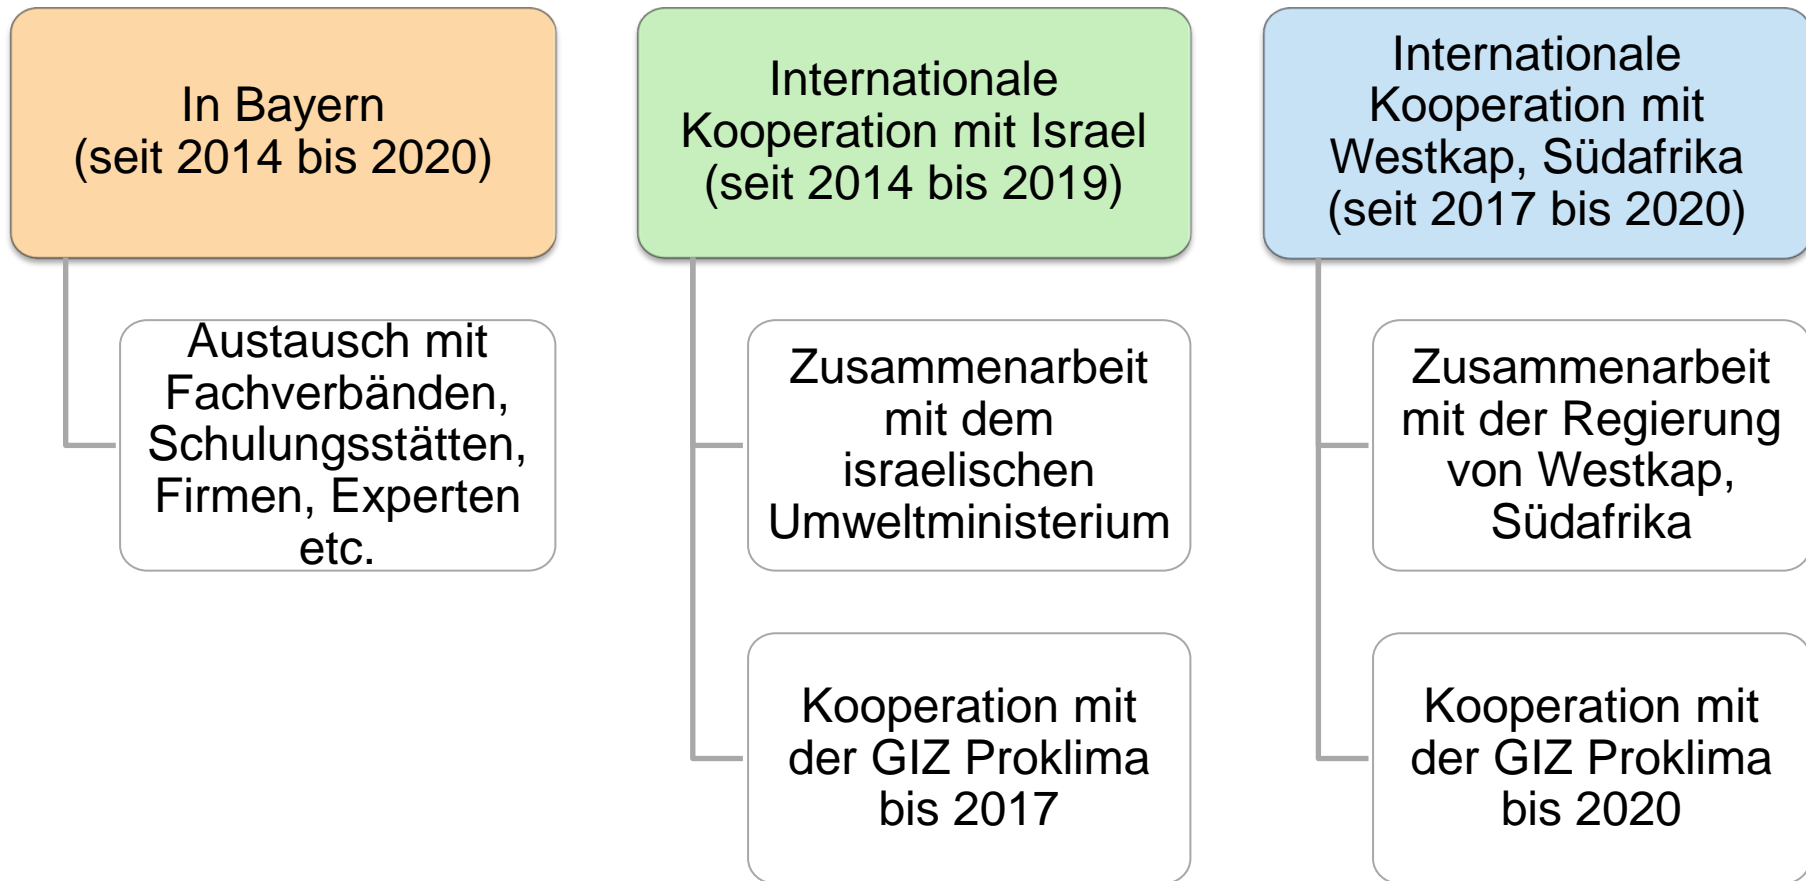 In Bayern
(seit 2014 bis 2020)
Austausch mit
Fachverbänden,
Schulungsstätten,
Firmen, Experten
etc.
Internationale
Kooperation mit Israel
(seit 2014 bis 2019)
Zusammenarbeit
mit dem
israelischen
Umweltministerium
Kooperation mit
der GIZ Proklima
bis 2017
Internationale
Kooperation mit
Westkap, Südafrika
(seit 2017 bis 2020)
Zusammenarbeit
mit der Regierung
von Westkap,
Südafrika
Kooperation mit
der GIZ Proklima
bis 2020